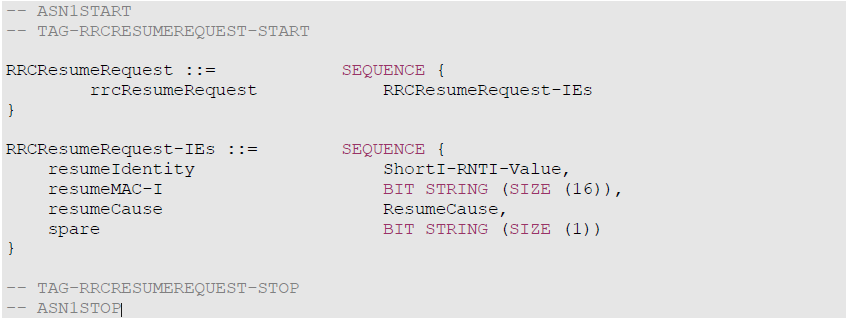 -- ASN1START
-- TAG-RRCRESUMEREQUEST-START
RRCResumeRequest ::= SEQUENCE {
rrcResumeRequest RRCResumeRequest-IEs
}
RRCResumeRequest-IEs ::= SEQUENCE {
resumeIdentity ShortI-RNTI-Value,
resumeMAC-I BIT STRING (SIZE (16)),
resumeCause ResumeCause,
spare BIT STRING (SIZE (1))
}
-- TAG-RRCRESUMEREQUEST-STOP
-- ASN1STOP